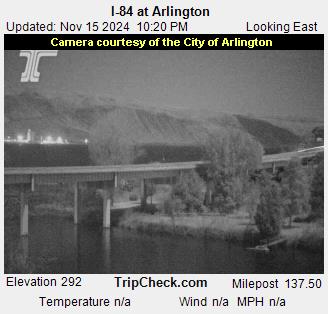 I-84 at Arlington
Updated: Nov 15 2024 10:20 PM Looking East
Camera courtesy of the City of Arlington
Elevation 292 TripCheck.com Milepost 137.50
Temperature n/a Wind n/a MPH n/a